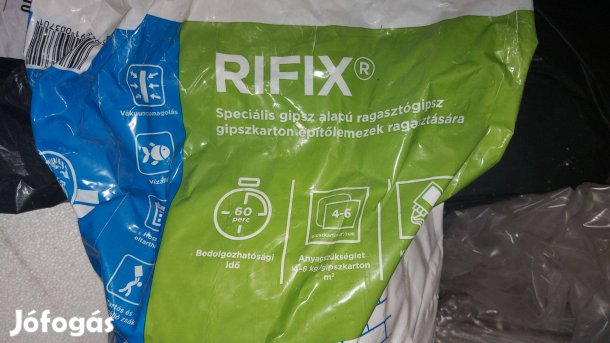 RIFIX®
Speciális gipsz alapú ragasztógipsz
gipszkarton építőlemezek ragasztására
Vákuumcsomagolás
60
perc
4-6
Bedolgozhatósági
idő
Anyagszükséglet
4-6 kg/gipszkarton
m²
Jófogás